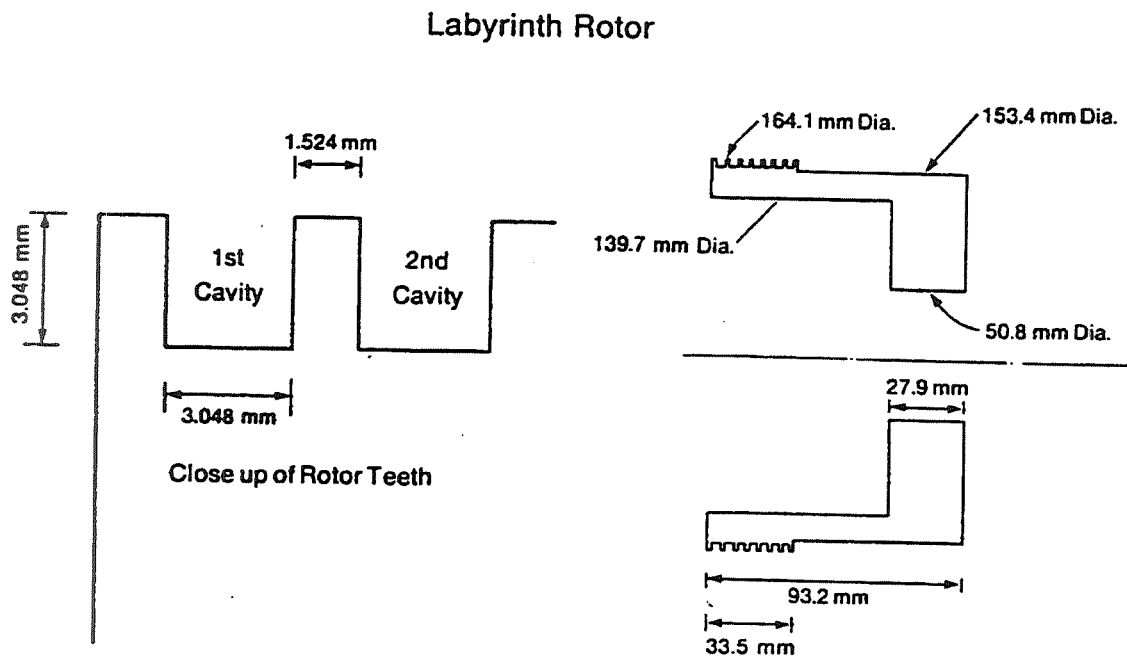 Labyrinth Rotor
1.524 mm
3.048 mm
1st
Cavity
2nd
Cavity
3.048 mm
Close up of Rotor Teeth
164.1 mm Dia.
153.4 mm Dia.
139.7 mm Dia.
50.8 mm Dia.
27.9 mm
93.2 mm
33.5 mm